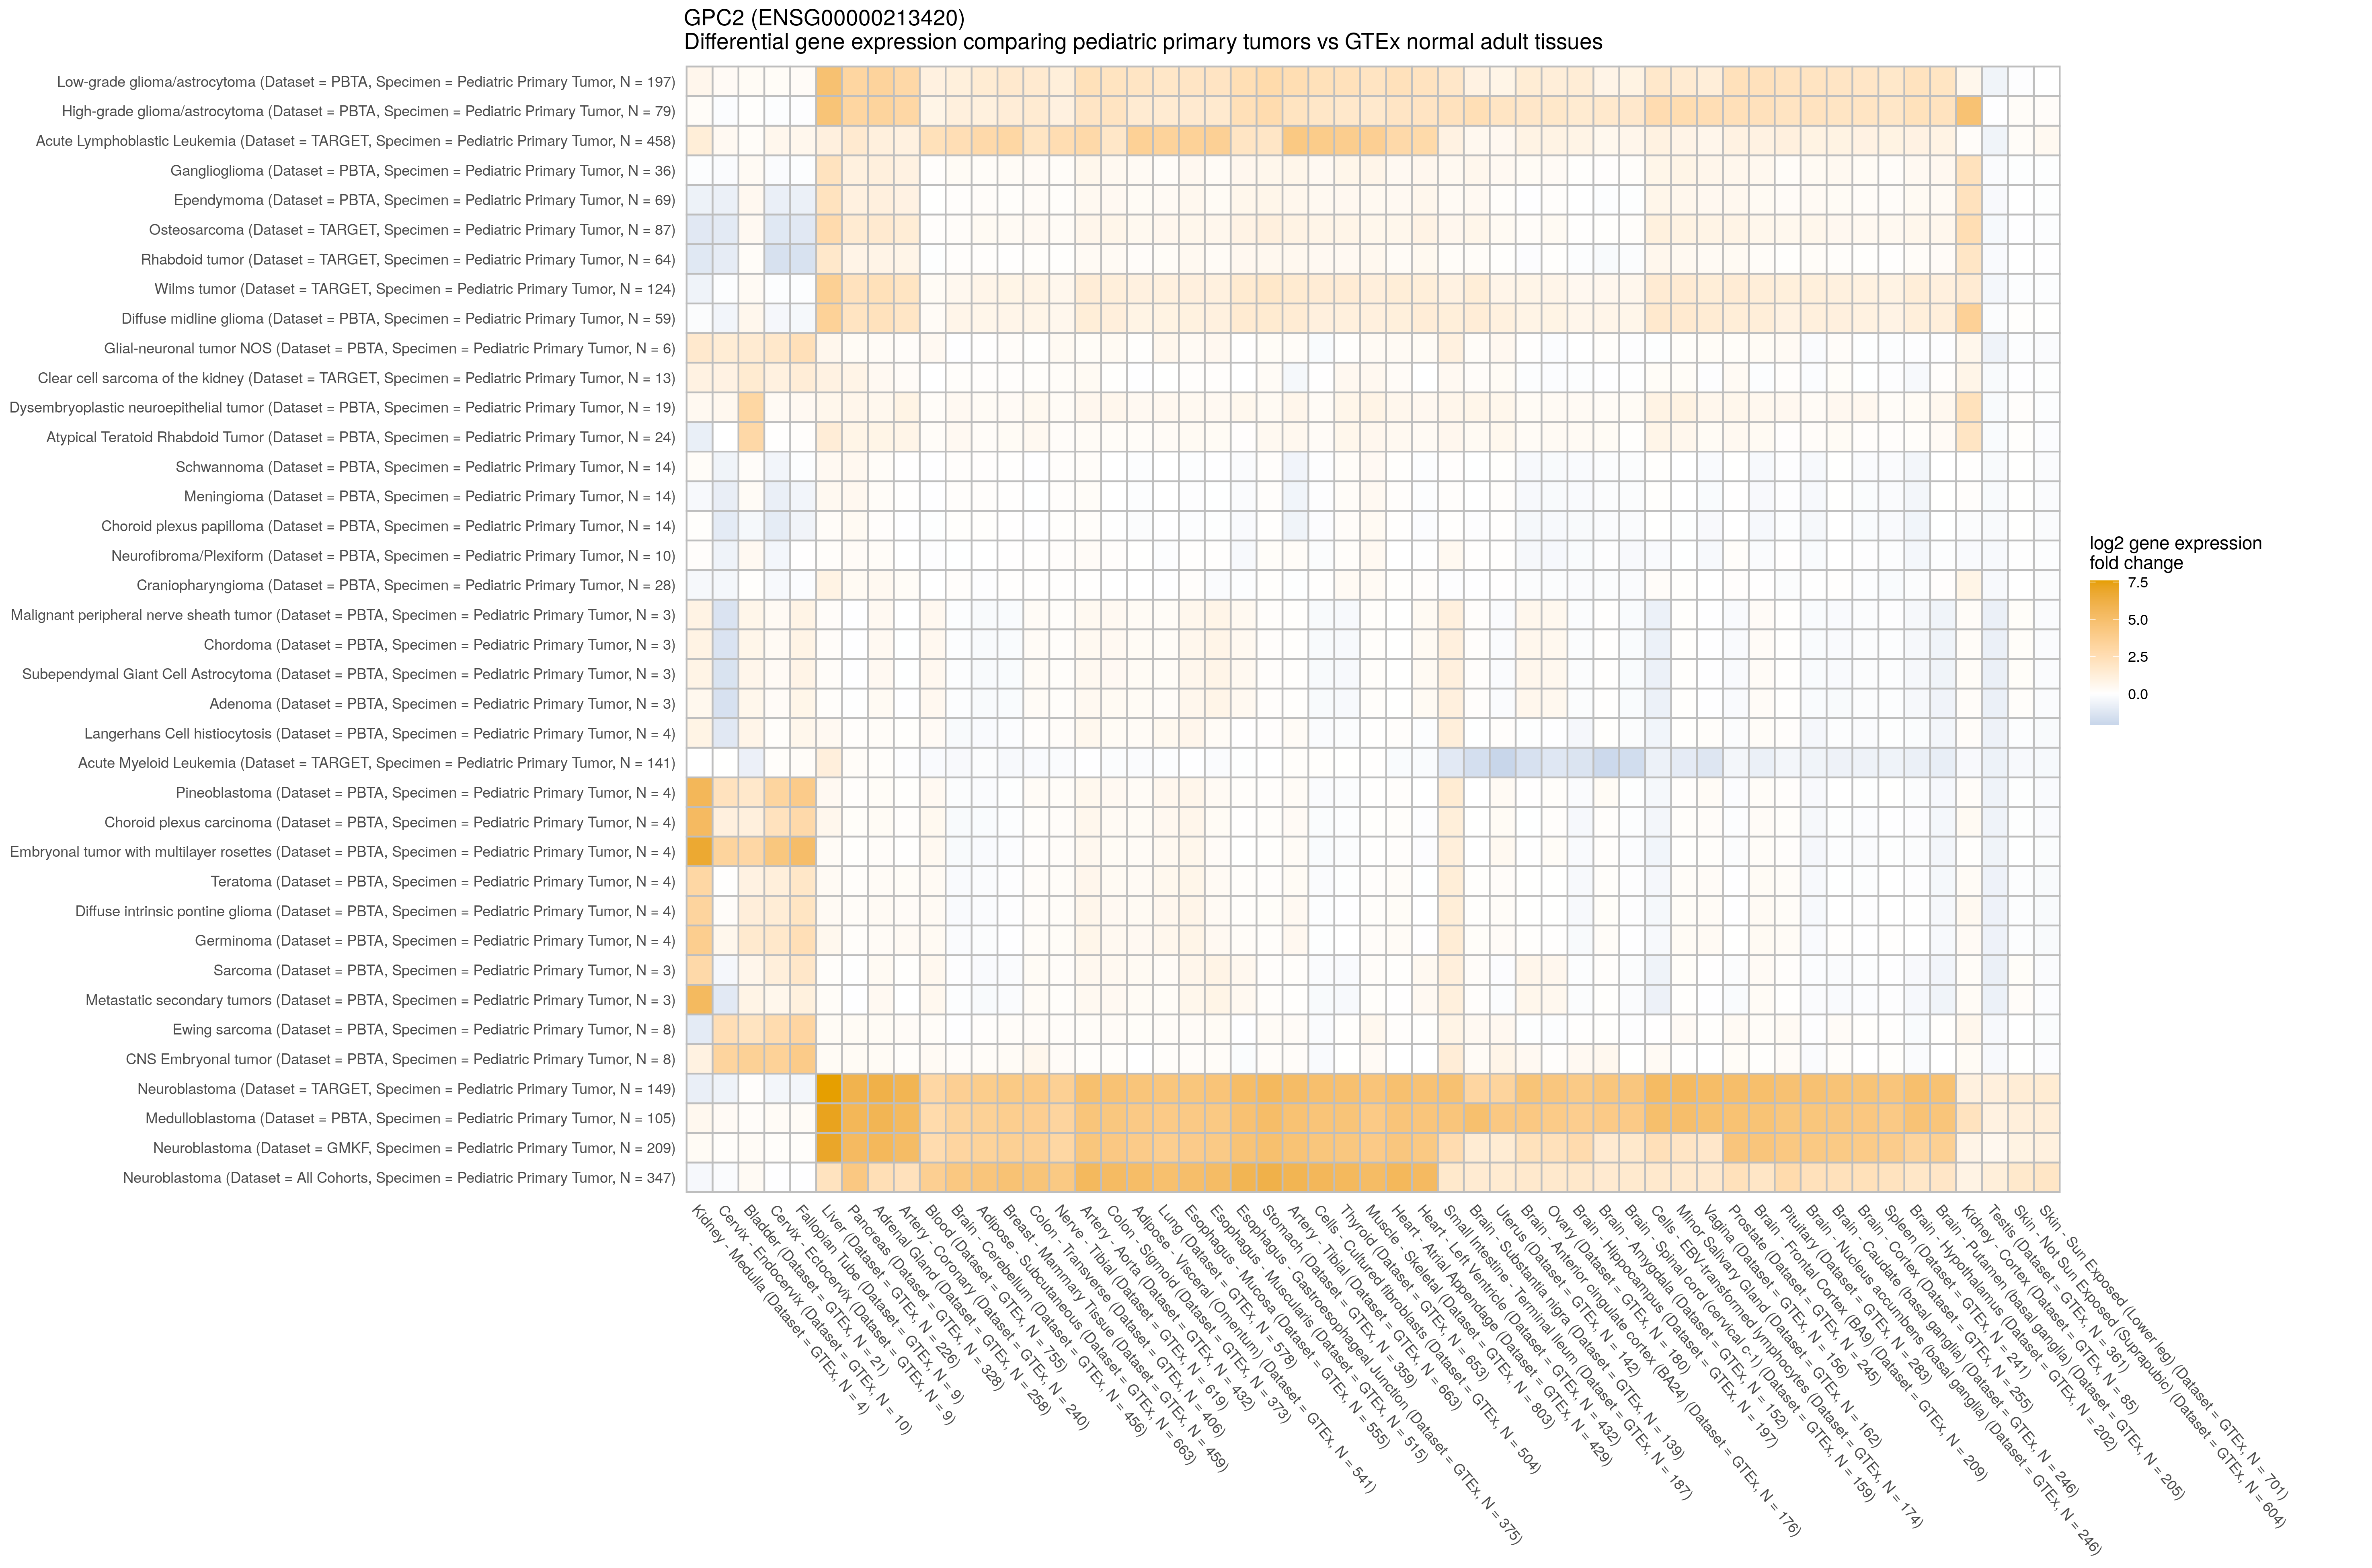 GPC2 (ENSG00000213420)
Differential gene expression comparing pediatric primary tumors vs GTEx normal adult tissues
Low-grade glioma/astrocytoma (Dataset = PBTA, Specimen = Pediatric Primary Tumor, N = 197)
High-grade glioma/astrocytoma (Dataset = PBTA, Specimen = Pediatric Primary Tumor, N = 79)
Acute Lymphoblastic Leukemia (Dataset = TARGET, Specimen = Pediatric Primary Tumor, N = 458)
Ganglioglioma (Dataset = PBTA, Specimen = Pediatric Primary Tumor, N = 36)
Ependymoma (Dataset = PBTA, Specimen = Pediatric Primary Tumor, N = 69)
Osteosarcoma (Dataset = TARGET, Specimen = Pediatric Primary Tumor, N = 87)
Rhabdoid tumor (Dataset = TARGET, Specimen = Pediatric Primary Tumor, N = 64)
Wilms tumor (Dataset = TARGET, Specimen = Pediatric Primary Tumor, N = 124)
Diffuse midline glioma (Dataset = PBTA, Specimen = Pediatric Primary Tumor, N = 59)
Glial-neuronal tumor NOS (Dataset = PBTA, Specimen = Pediatric Primary Tumor, N = 6)
Clear cell sarcoma of the kidney (Dataset = TARGET, Specimen = Pediatric Primary Tumor, N = 13)
Dysembryoplastic neuroepithelial tumor (Dataset = PBTA, Specimen = Pediatric Primary Tumor, N = 19)
Atypical Teratoid Rhabdoid Tumor (Dataset = PBTA, Specimen = Pediatric Primary Tumor, N = 24)
Schwannoma (Dataset = PBTA, Specimen = Pediatric Primary Tumor, N = 14)
Meningioma (Dataset = PBTA, Specimen = Pediatric Primary Tumor, N = 14)
Choroid plexus papilloma (Dataset = PBTA, Specimen = Pediatric Primary Tumor, N = 14)
Neurofibroma/Plexiform (Dataset = PBTA, Specimen = Pediatric Primary Tumor, N = 10)
Craniopharyngioma (Dataset = PBTA, Specimen = Pediatric Primary Tumor, N = 28)
Malignant peripheral nerve sheath tumor (Dataset = PBTA, Specimen = Pediatric Primary Tumor, N = 3)
Chordoma (Dataset = PBTA, Specimen = Pediatric Primary Tumor, N = 3)
Subependymal Giant Cell Astrocytoma (Dataset = PBTA, Specimen = Pediatric Primary Tumor, N = 3)
Adenoma (Dataset = PBTA, Specimen = Pediatric Primary Tumor, N = 3)
Langerhans Cell histiocytosis (Dataset = PBTA, Specimen = Pediatric Primary Tumor, N = 4)
Acute Myeloid Leukemia (Dataset = TARGET, Specimen = Pediatric Primary Tumor, N = 141)
Pineoblastoma (Dataset = PBTA, Specimen = Pediatric Primary Tumor, N = 4)
Choroid plexus carcinoma (Dataset = PBTA, Specimen = Pediatric Primary Tumor, N = 4)
Embryonal tumor with multilayer rosettes (Dataset = PBTA, Specimen = Pediatric Primary Tumor, N = 4)
Teratoma (Dataset = PBTA, Specimen = Pediatric Primary Tumor, N = 4)
Diffuse intrinsic pontine glioma (Dataset = PBTA, Specimen = Pediatric Primary Tumor, N = 4)
Germinoma (Dataset = PBTA, Specimen = Pediatric Primary Tumor, N = 4)
Sarcoma (Dataset = PBTA, Specimen = Pediatric Primary Tumor, N = 3)
Metastatic secondary tumors (Dataset = PBTA, Specimen = Pediatric Primary Tumor, N = 3)
Ewing sarcoma (Dataset = PBTA, Specimen = Pediatric Primary Tumor, N = 8)
CNS Embryonal tumor (Dataset = PBTA, Specimen = Pediatric Primary Tumor, N = 8)
Neuroblastoma (Dataset = TARGET, Specimen = Pediatric Primary Tumor, N = 149)
Medulloblastoma (Dataset = PBTA, Specimen = Pediatric Primary Tumor, N = 105)
Neuroblastoma (Dataset = GMKF, Specimen = Pediatric Primary Tumor, N = 209)
Neuroblastoma (Dataset = All Cohorts, Specimen = Pediatric Primary Tumor, N = 347)
log2 gene expression
fold change
7.5
5.0
2.5
0.0
Kidney - Medulla (Dataset = GTEx, N = 4)
Cervix - Endocervix (Dataset = GTEx, N = 10)
Bladder (Dataset = GTEx, N = 21)
Cervix - Ectocervix (Dataset = GTEx, N = 9)
Fallopian Tube (Dataset = GTEx, N = 9)
Liver (Dataset = GTEx, N = 226)
Pancreas (Dataset = GTEx, N = 328)
Adrenal Gland (Dataset = GTEx, N = 258)
Artery - Coronary (Dataset = GTEx, N = 240)
Blood (Dataset = GTEx, N = 755)
Brain - Cerebellum (Dataset = GTEx, N = 456)
Adipose - Subcutaneous (Dataset = GTEx, N = 663)
Breast - Mammary Tissue (Dataset = GTEx, N = 459)
Colon - Transverse (Dataset = GTEx, N = 406)
Nerve - Tibial (Dataset = GTEx, N = 619)
Artery - Aorta (Dataset = GTEx, N = 432)
Colon - Sigmoid (Dataset = GTEx, N = 373)
Adipose - Visceral (Omentum) (Dataset = GTEx, N = 541)
Lung (Dataset = GTEx, N = 578)
Esophagus - Mucosa (Dataset = GTEx, N = 555)
Esophagus - Muscularis (Dataset = GTEx, N = 515)
Esophagus - Gastroesophageal Junction (Dataset = GTEx, N = 375)
Stomach (Dataset = GTEx, N = 359)
Artery - Tibial (Dataset = GTEx, N = 663)
Cells - Cultured fibroblasts (Dataset = GTEx, N = 504)
Thyroid (Dataset = GTEx, N = 653)
Muscle - Skeletal (Dataset = GTEx, N = 803)
Heart - Atrial Appendage (Dataset = GTEx, N = 429)
Heart - Left Ventricle (Dataset = GTEx, N = 432)
Small Intestine - Terminal Ileum (Dataset = GTEx, N = 187)
Brain - Substantia nigra (Dataset = GTEx, N = 139)
Uterus (Dataset = GTEx, N = 142)
Brain - Anterior cingulate cortex (BA24) (Dataset = GTEx, N = 176)
Ovary (Dataset = GTEx, N = 180)
Brain - Hippocampus (Dataset = GTEx, N = 197)
Brain - Amygdala (Dataset = GTEx, N = 152)
Brain - Spinal cord (cervical c-1) (Dataset = GTEx, N = 159)
Cells - EBV-transformed lymphocytes (Dataset = GTEx, N = 174)
Minor Salivary Gland (Dataset = GTEx, N = 162)
Vagina (Dataset = GTEx, N = 156)
Prostate (Dataset = GTEx, N = 245)
Brain - Frontal Cortex (BA9) (Dataset = GTEx, N = 209)
Pituitary (Dataset = GTEx, N = 283)
Brain - Nucleus accumbens (basal ganglia) (Dataset = GTEx, N = 246)
Brain - Caudate (basal ganglia) (Dataset = GTEx, N = 246)
Brain - Cortex (Dataset = GTEx, N = 255)
Spleen (Dataset = GTEx, N = 241)
Brain - Hypothalamus (Dataset = GTEx, N = 202)
Brain - Putamen (basal ganglia) (Dataset = GTEx, N = 205)
Kidney - Cortex (Dataset = GTEx, N = 85)
Testis (Dataset = GTEx, N = 361)
Skin - Not Sun Exposed (Suprapubic) (Dataset = GTEx, N = 604)
Skin - Sun Exposed (Lower leg) (Dataset = GTEx, N = 701)